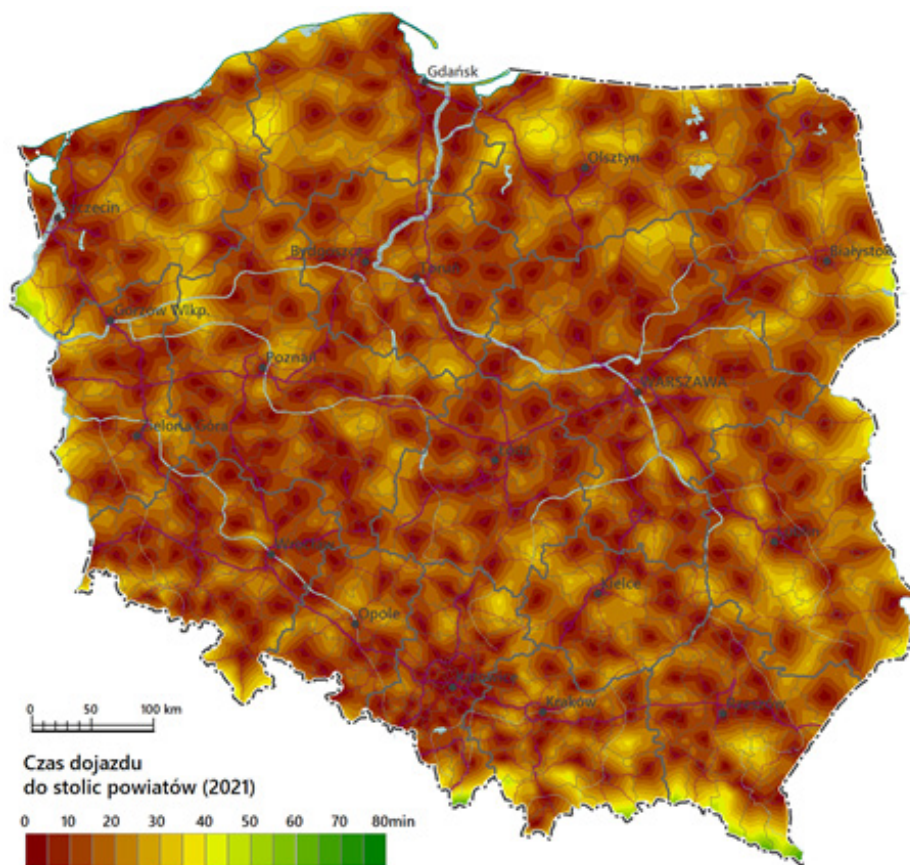 Gdańsk
Olsztyn
Szczecin
Bydgoszcz
Toruń
Białystok
Gorzów Wlkp.
Poznań
WARSZAWA
Zielona Góra
Łódź
Wrocław
Lublin
Kielce
Opole
Katowice
Kraków
Rzeszów
0 50 100 km
Czas dojazdu
do stolic powiatów (2021)
0 10 20 30 40 50 60 70 80min